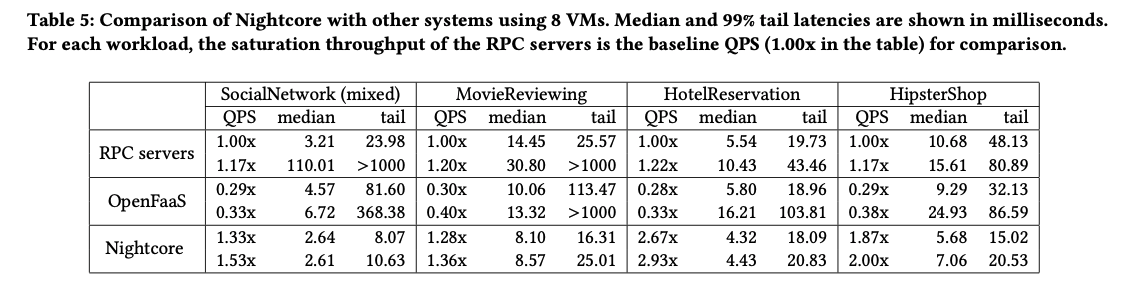 Table 5: Comparison of Nightcore with other systems using 8 VMs. Median and 99% tail latencies are shown in milliseconds.
For each workload, the saturation throughput of the RPC servers is the baseline QPS (1.00x in the table) for comparison.
SocialNetwork (mixed) MovieReviewing HotelReservation HipsterShop
QPS median tail QPS median tail QPS median tail QPS median tail
RPC servers
1.00x 3.21 23.98 1.00x 14.45 25.57 1.00x 5.54 19.73 1.00x 10.68 48.13
1.17x 110.01 >1000 1.20x 30.80 >1000 1.22x 10.43 43.46 1.17x 15.61 80.89
OpenFaaS
0.29x 4.57 81.60 0.30x 10.06 113.47 0.28x 5.80 18.96 0.29x 9.29 32.13
0.33x 6.72 368.38 0.40x 13.32 >1000 0.33x 16.21 103.81 0.38x 24.93 86.59
Nightcore
1.33x 2.64 8.07 1.28x 8.10 16.31 2.67x 4.32 18.09 1.87x 5.68 15.02
1.53x 2.61 10.63 1.36x 8.57 25.01 2.93x 4.43 20.83 2.00x 7.06 20.53